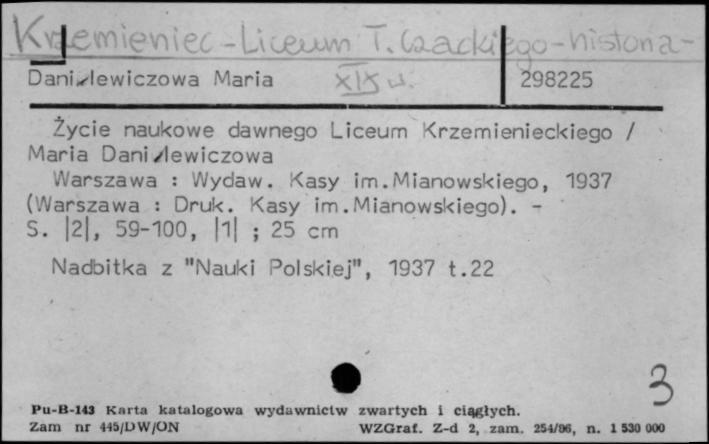 Krzemieniec - Liceum T. Czackiego - historia -
Danilewiczowa Maria XIX w. 298225
Życie naukowe dawnego Liceum Krzemienieckiego /
Maria Danilewiczowa
Warszawa : Wydaw. Kasy im.Mianowskiego, 1937
(Warszawa : Druk. Kasy im.Mianowskiego). -
S. |2|, 59-100, |1| ; 25 cm
Nadbitka z "Nauki Polskiej", 1937 t.22
3
Pu-B-143 Karta katalogowa wydawnictw zwartych i ciągłych.
Zam nr 445/DW/ON WZGraf. Z-d 2, zam. 254/96, n. 1 530 000